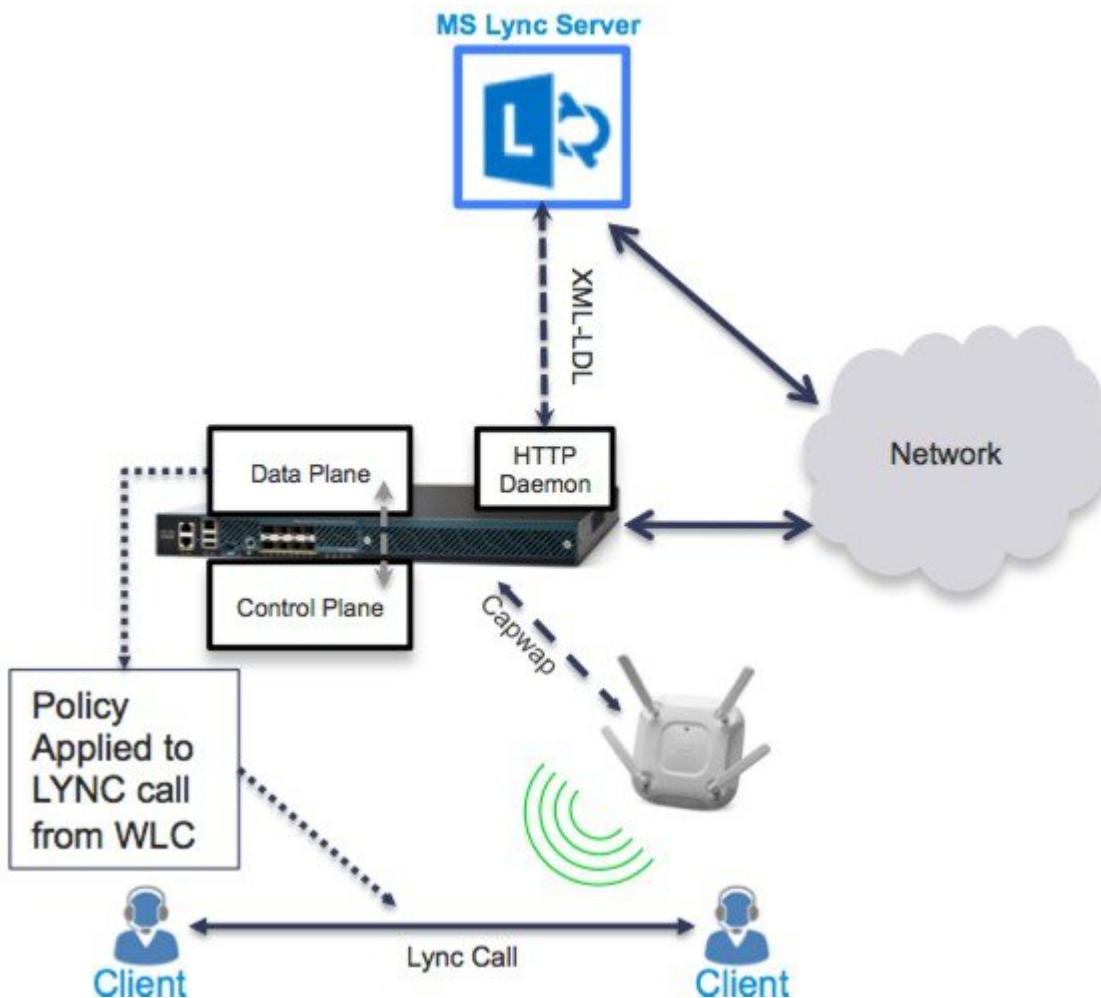 MS Lync Server
L
XML-LDL
Data Plane
HTTP
Daemon
Network
Control Plane
Capwap
Policy
Applied to
LYNC call
from WLC
Lync Call
Client
Client